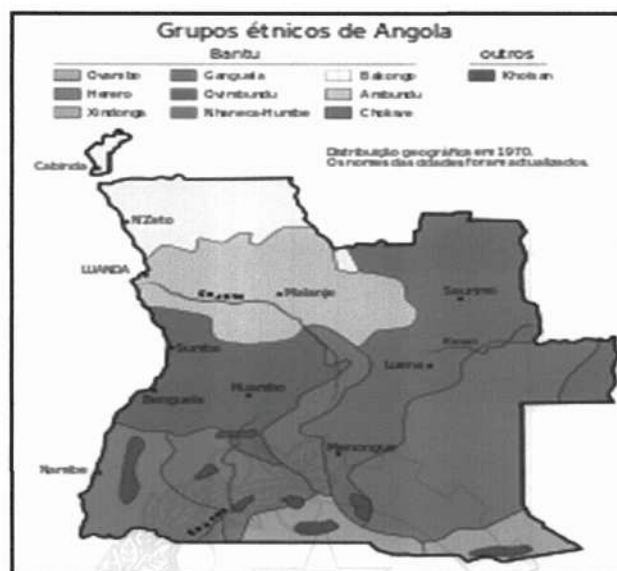 Grupos étnicos de Angola
Bantu
outros
Ovambo
Ganguela
Bakongo
Khoisan
Herero
Ovimbundu
Ambundu
Xindonga
Nhaneca-Humbe
Chokwe
Distribuição geográfica em 1970.
Os nomes das cidades foram actualizados.
Cabinda
N'Zeto
LUANDA
Malanje
Saurimo
Sumbe
Luena
Huambo
Benguela
Menongue
Namibe